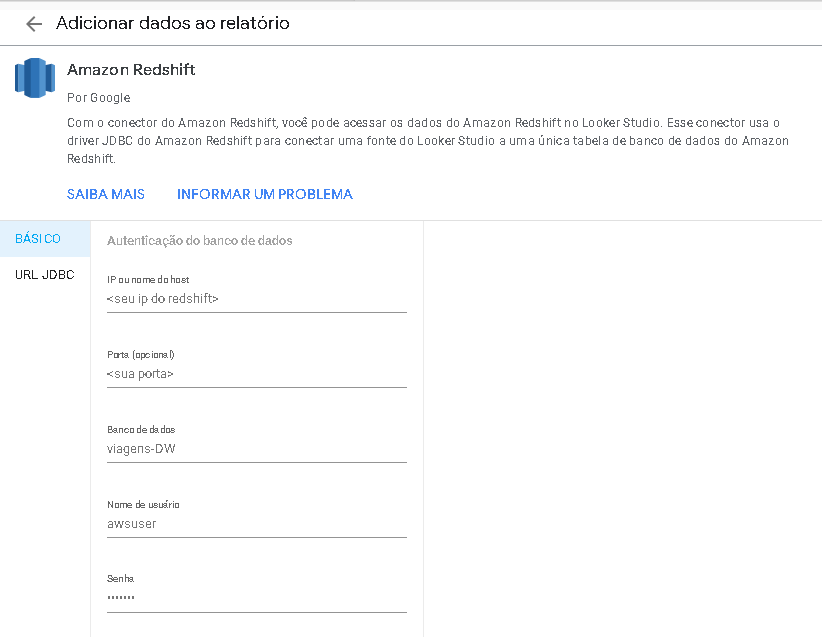 Adicionar dados ao relatório
Amazon Redshift
Por Google
Com o conector do Amazon Redshift, você pode acessar os dados do Amazon Redshift no Looker Studio. Esse conector usa o
driver JDBC do Amazon Redshift para conectar uma fonte do Looker Studio a uma única tabela de banco de dados do Amazon
Redshift.
SAIBA MAIS INFORMAR UM PROBLEMA
BÁSICO
URL JDBC
Autenticação do banco de dados
IP ou nome do host
<seu ip do redshift>
Porta (opcional)
<sua porta>
Banco de dados
viagens-DW
Nome de usuário
awsuser
Senha
•••••••